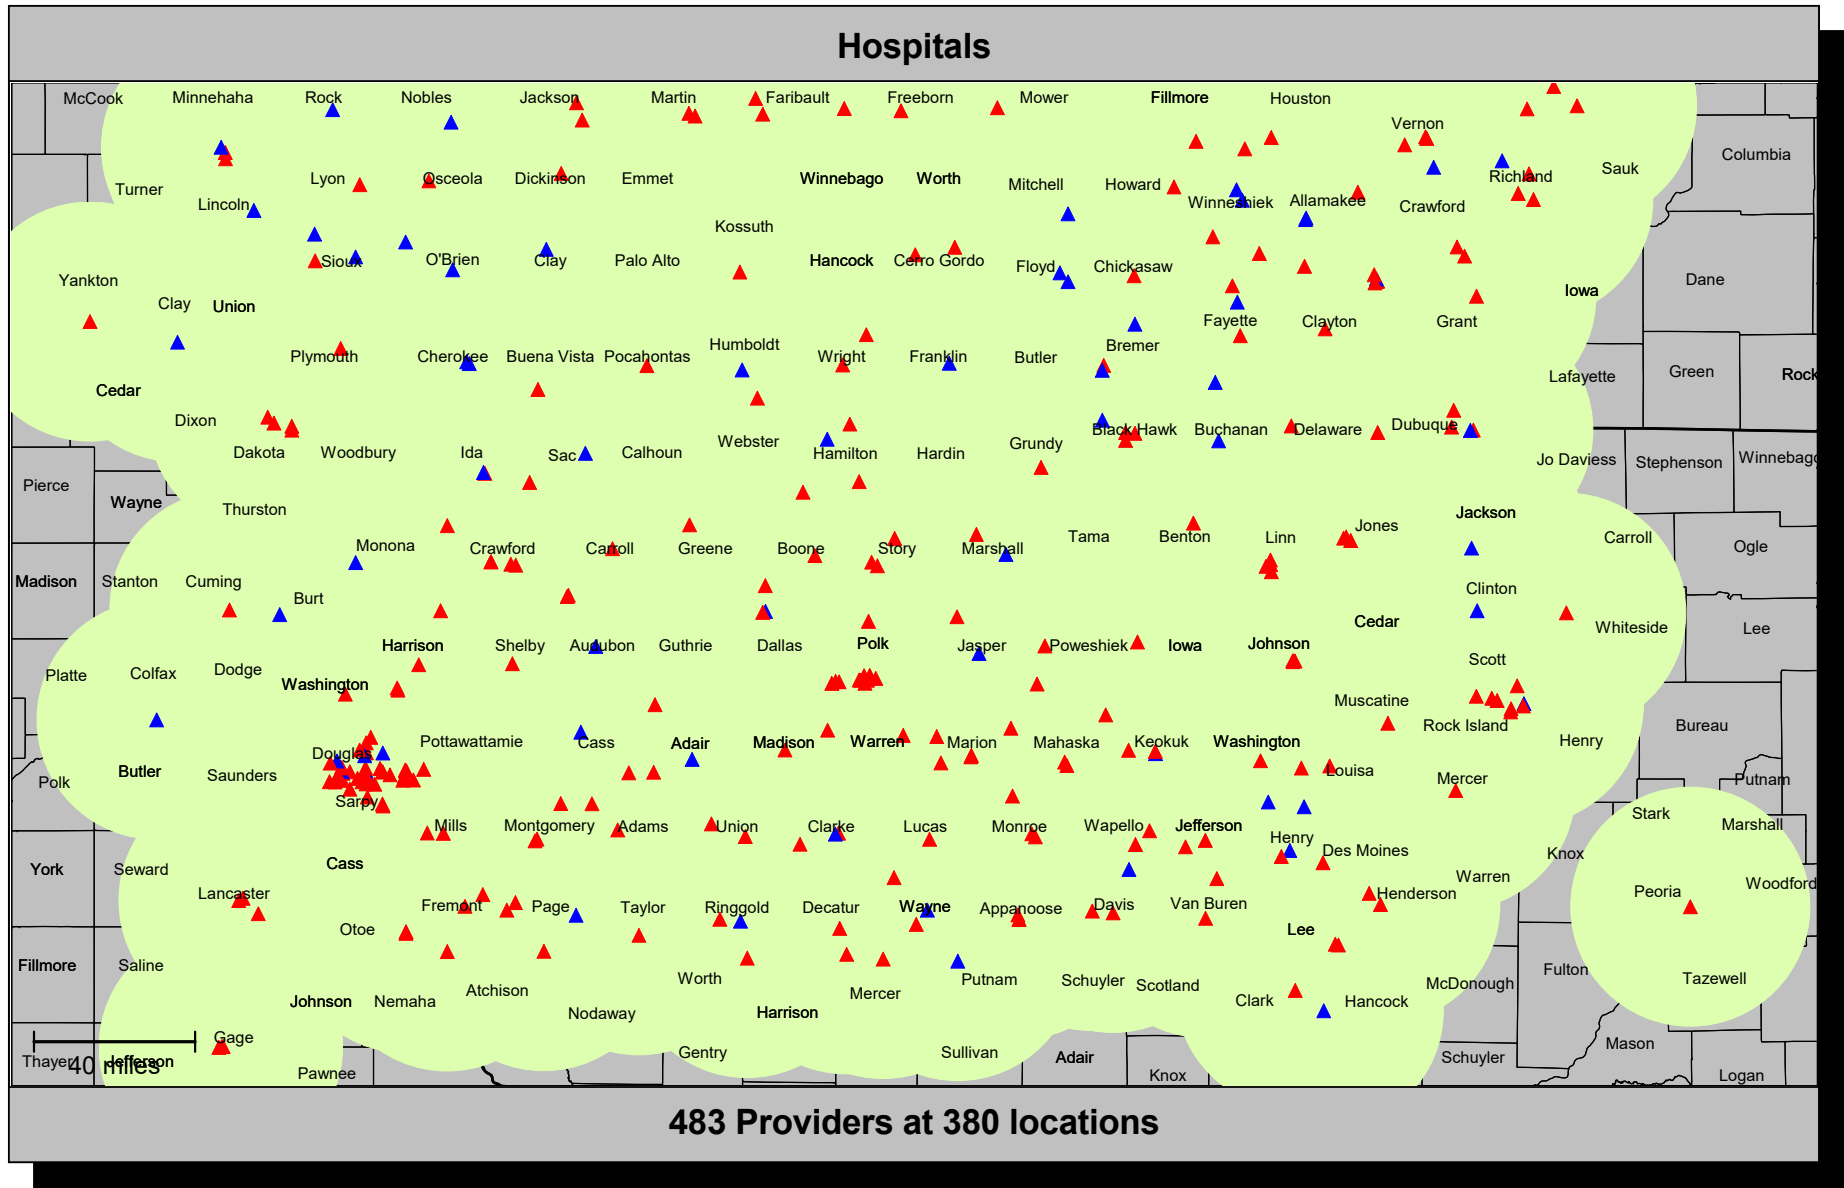 Hospitals
McCook Minnehaha Rock Nobles Jackson Martin Faribault Freeborn Mower Fillmore Houston
Vernon
Columbia
Sauk
Turner Lyon Osceola Dickinson Emmet Winnebago Worth Mitchell Howard Richland
Lincoln Winneshiek Allamakee Crawford
Kossuth
Yankton Sioux O'Brien Clay Palo Alto Hancock Cerro Gordo Floyd Chickasaw Dane
Clay Union Iowa
Fayette Clayton Grant
Plymouth Cherokee Buena Vista Pocahontas Humboldt Wright Franklin Butler Bremer
Lafayette Green Rock
Cedar
Dixon Black Hawk Buchanan Delaware Dubuque
Dakota Woodbury Ida Sac Calhoun Webster Hamilton Hardin Grundy
Jo Daviess Stephenson Winnebago
Pierce
Wayne
Thurston Jackson
Monona Crawford Carroll Greene Boone Story Marshall Tama Benton Linn Jones Carroll Ogle
Madison Stanton Cuming Clinton
Burt
Cedar Whiteside Lee
Harrison Shelby Audubon Guthrie Dallas Polk Jasper Poweshiek Iowa Johnson
Scott
Platte Colfax Dodge
Washington Muscatine
Rock Island Bureau
Douglas Pottawattamie Cass Adair Madison Warren Marion Mahaska Keokuk Washington Henry
Polk Butler Saunders Louisa Mercer Putnam
Sarpy
Mills Montgomery Adams Union Clarke Lucas Monroe Wapello Jefferson Stark Marshall
Henry Des Moines Knox
York Seward Cass
Warren Woodford
Lancaster Henderson Peoria
Fremont Page Taylor Ringgold Decatur Wayne Appanoose Davis Van Buren
Otoe Lee
Fillmore Saline Fulton
Worth Putnam Schuyler Scotland McDonough Tazewell
Johnson Nemaha Atchison Mercer Clark Hancock
Nodaway Harrison
Gage
Thayer Jefferson Gentry Sullivan Adair Schuyler Mason
40 miles
Pawnee Knox Logan
483 Providers at 380 locations